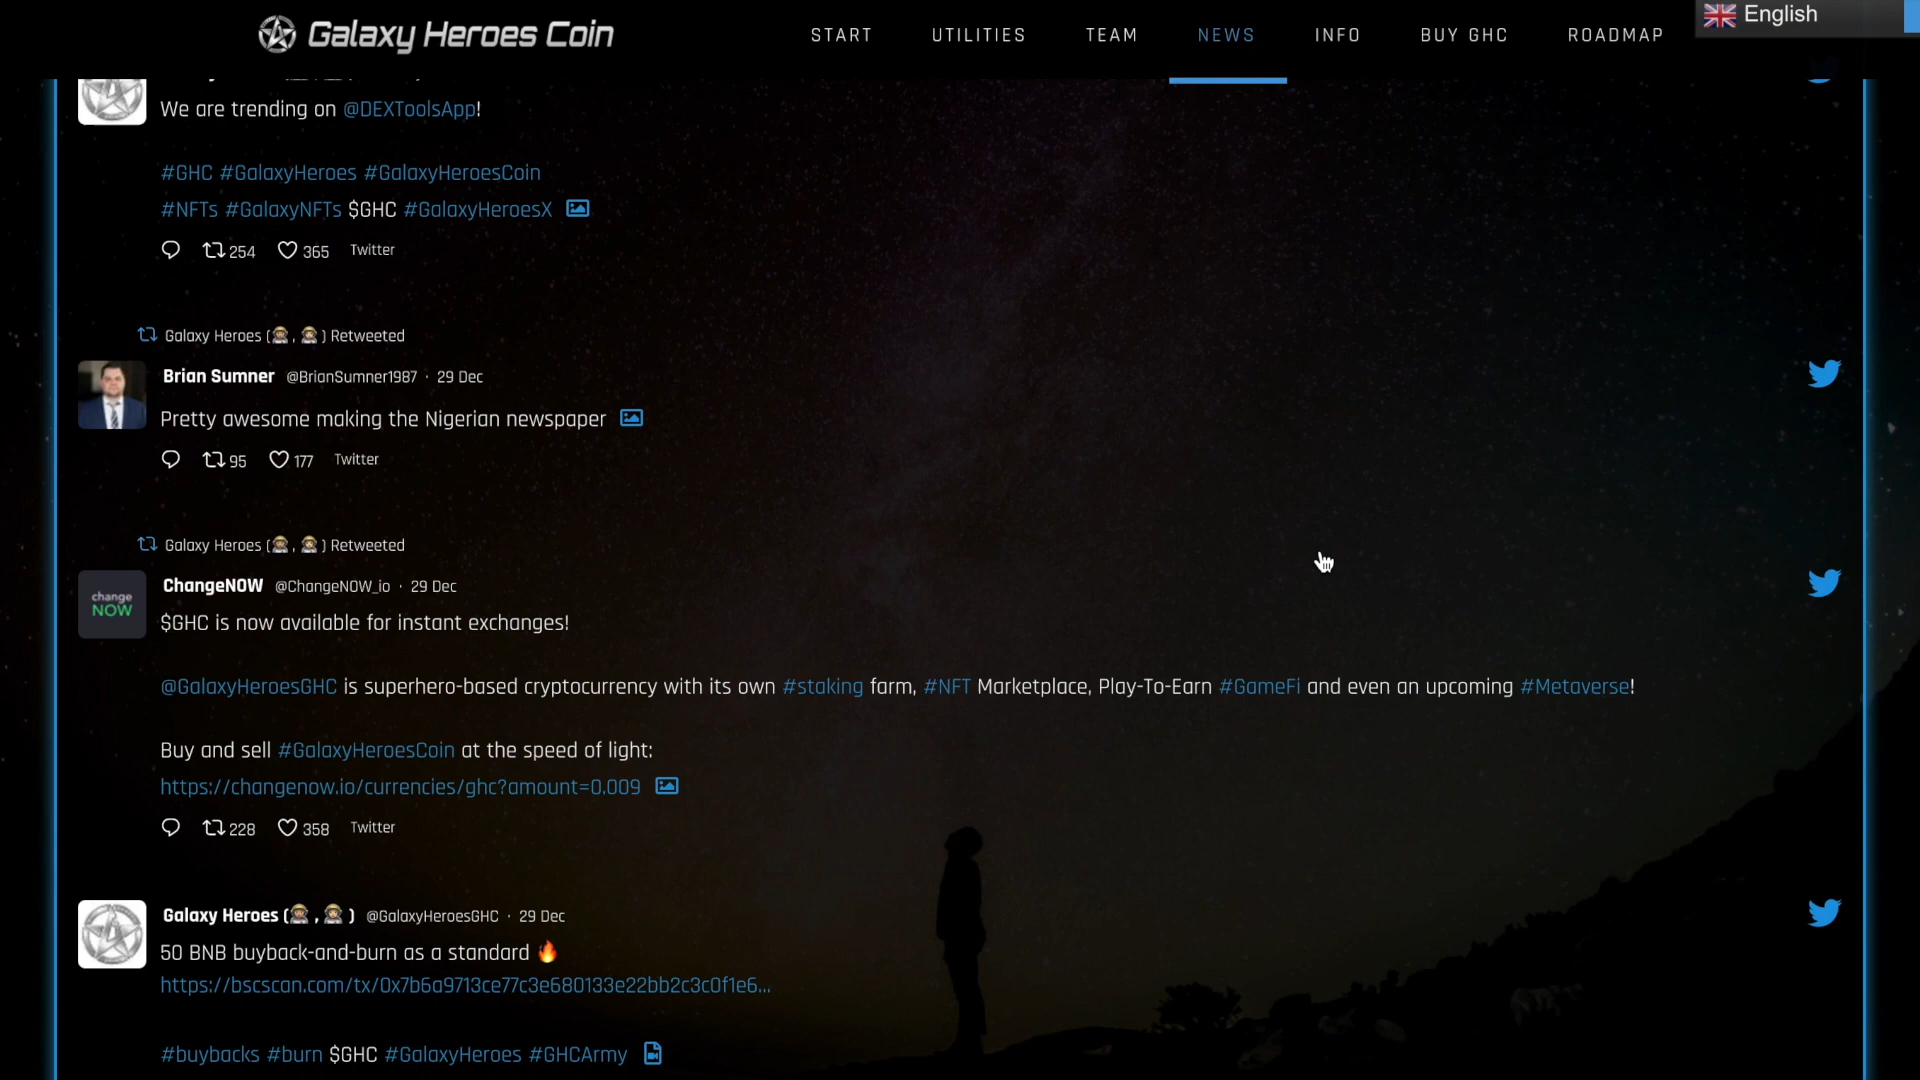 Galaxy Heroes Coin
START UTILITIES TEAM NEWS INFO BUY GHC ROADMAP
English
We are trending on @DEXToolsApp!
#GHC #GalaxyHeroes #GalaxyHeroesCoin
#NFTs #GalaxyNFTs $GHC #GalaxyHeroesX
254 365 Twitter
Galaxy Heroes (👨🏽‍🚀, 👨🏽‍🚀) Retweeted
Brian Sumner @BrianSumner1987 · 29 Dec
Pretty awesome making the Nigerian newspaper
95 177 Twitter
Galaxy Heroes (👨🏽‍🚀, 👨🏽‍🚀) Retweeted
change
NOW
ChangeNOW @ChangeNOW_io · 29 Dec
$GHC is now available for instant exchanges!
@GalaxyHeroesGHC is superhero-based cryptocurrency with its own #staking farm, #NFT Marketplace, Play-To-Earn #GameFi and even an upcoming #Metaverse!
Buy and sell #GalaxyHeroesCoin at the speed of light:
https://changenow.io/currencies/ghc?amount=0.009
228 358 Twitter
Galaxy Heroes (👨🏽‍🚀, 👨🏽‍🚀) @GalaxyHeroesGHC · 29 Dec
50 BNB buyback-and-burn as a standard 🔥
https://bscscan.com/tx/0x7b6a9713ce77c3e680133e22bb2c3c0f1e6...
#buybacks #burn $GHC #GalaxyHeroes #GHCArmy